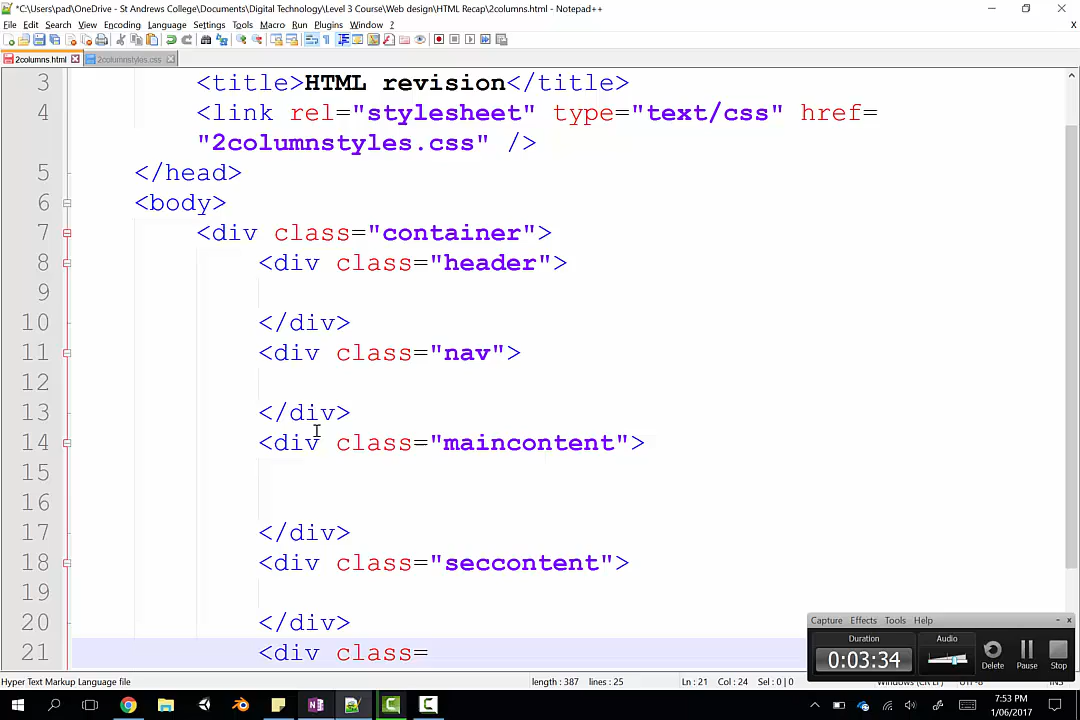 *C:\Users\pad\OneDrive - St Andrews College\Documents\Digital Technology\Level 3 Course\Web design\HTML Recap\2columns.html - Notepad++
File Edit Search View Encoding Language Settings Tools Macro Run Plugins Window ? X
2columns.html 2columnstyles.css
3 <title>HTML revision</title>
4 <link rel="stylesheet" type="text/css" href=
"2columnstyles.css" />
5 </head>
6 <body>
7 <div class="container">
8 <div class="header">
9
10 </div>
11 <div class="nav">
12
13 </div>
14 <div class="maincontent">
15
16
17 </div>
18 <div class="seccontent">
19
20 </div>
21 <div class=
Capture Effects Tools Help
Duration
0:03:34
Audio
Delete Pause Stop
Hyper Text Markup Language file length : 387 lines : 25 Ln : 21 Col : 24 Sel : 0 | 0
7:53 PM
1/06/2017